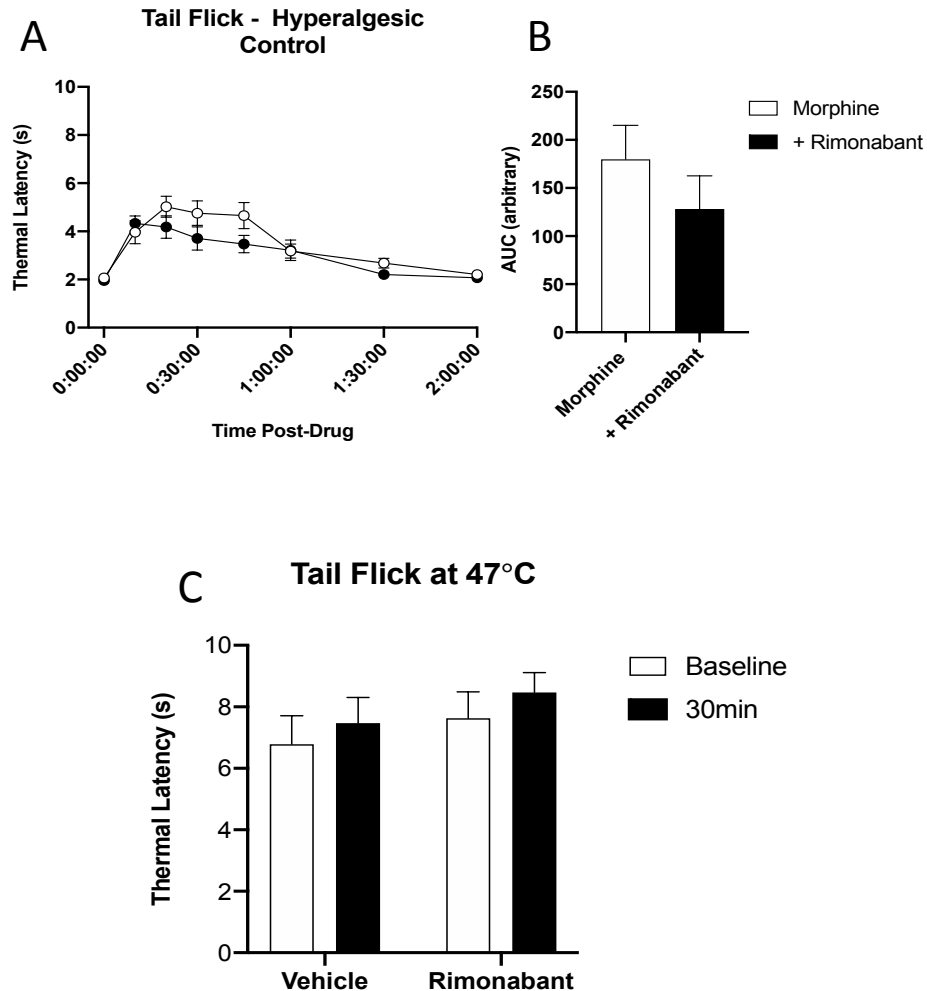 A
Tail Flick - Hyperalgesic
Control
Thermal Latency (s)
10
8
6
4
2
0
0:00:00
0:30:00
1:00:00
1:30:00
2:00:00
Time Post-Drug
B
AUC (arbitrary)
250
200
150
100
50
0
Morphine
+ Rimonabant
Morphine
+ Rimonabant
C
Tail Flick at 47°C
Thermal Latency (s)
10
8
6
4
2
0
Vehicle
Rimonabant
Baseline
30min